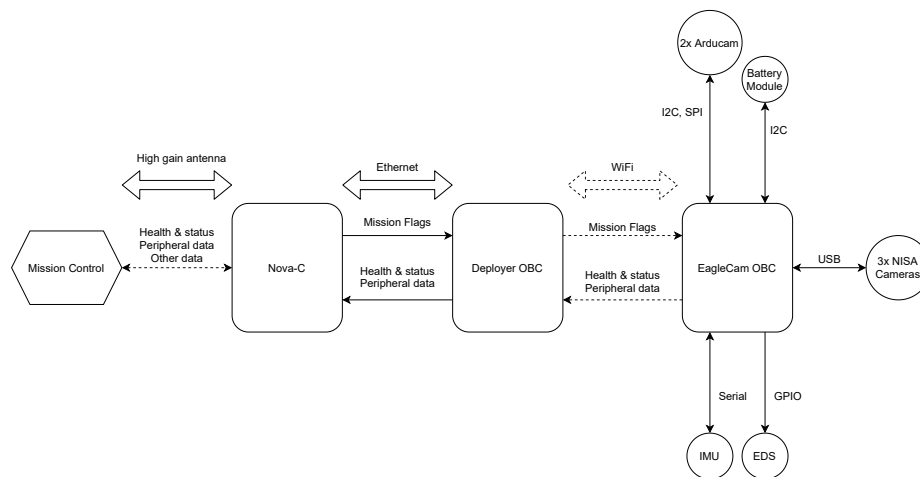 2x Arducam
Battery
Module
I2C, SPI
I2C
High gain antenna
Ethernet
WiFi
Health & status
Peripheral data
Other data
Mission Flags
Mission Flags
Mission Control
Nova-C
Deployer OBC
EagleCam OBC
USB
3x NISA
Cameras
Health & status
Peripheral data
Health & status
Peripheral data
Serial
GPIO
IMU
EDS